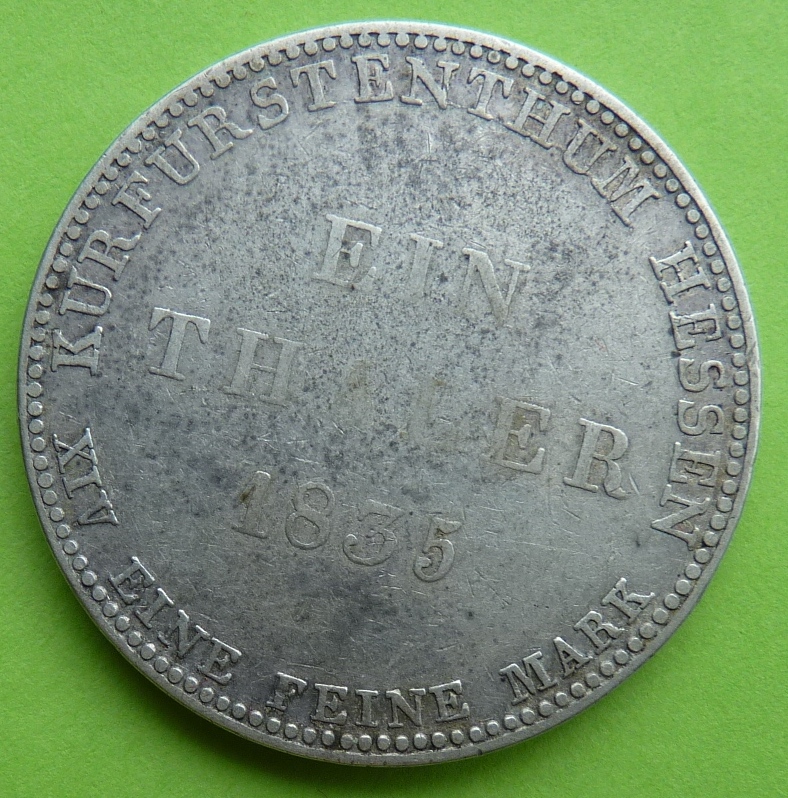 KURFÜRSTENTHUM HESSEN
EIN
THALER
1835
XIV EINE FEINE MARK